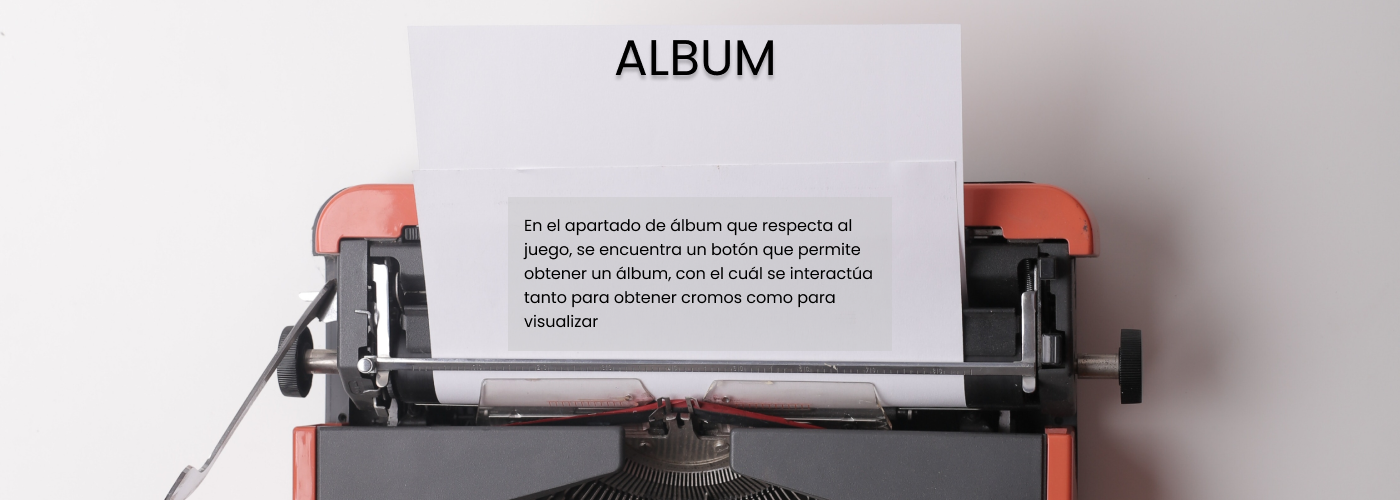 ALBUM
En el apartado de álbum que respecta al
juego, se encuentra un botón que permite
obtener un álbum, con el cuál se interactúa
tanto para obtener cromos como para
visualizar